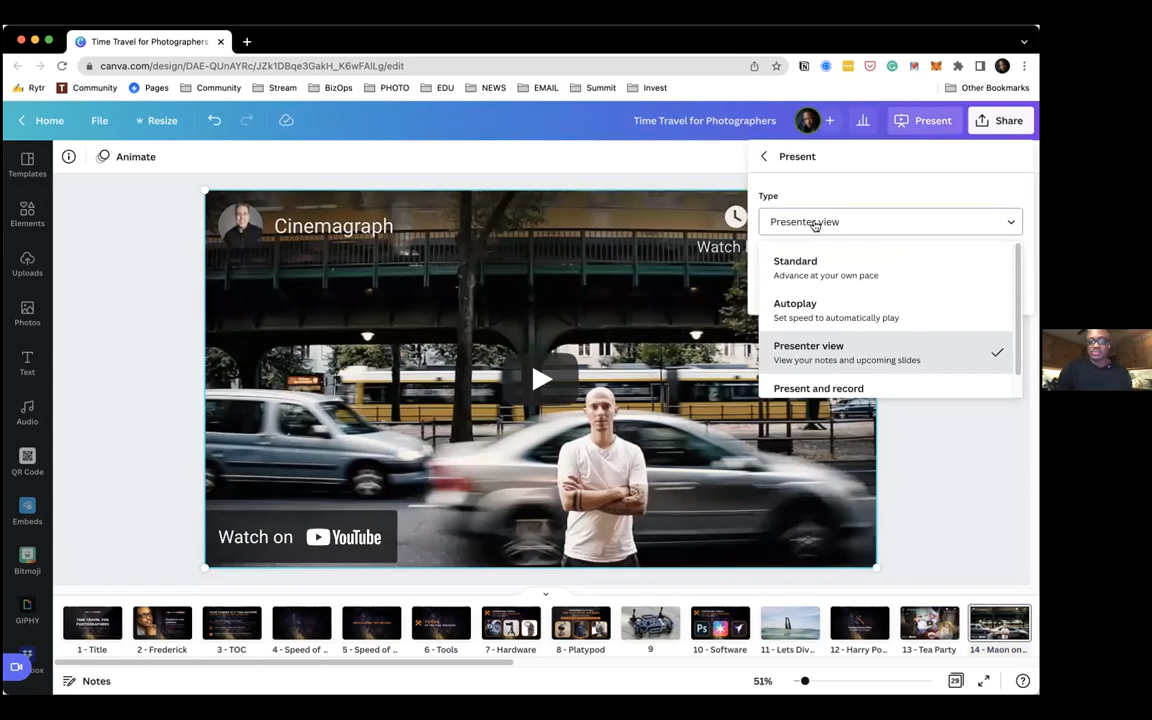 Time Travel for Photographers
canva.com/design/DAE-QUnAYRc/JZk1DBqe3GakH_K6wFAlLg/edit
Rytr Community Pages Community Stream BizOps PHOTO EDU NEWS EMAIL Summit Invest Other Bookmarks
Home File Resize Time Travel for Photographers Present Share
Animate
Present
Templates
Elements
Uploads
Photos
Text
Audio
QR Code
Embeds
Bitmoji
GIPHY
Type
Presenter view
Standard
Advance at your own pace
Autoplay
Set speed to automatically play
Presenter view
View your notes and upcoming slides
Present and record
Cinemagraph
Watch
Watch on YouTube
1 - Title 2 - Frederick 3 - TOC 4 - Speed of .. 5 - Speed of .. 6 - Tools 7 - Hardware 8 - Platypod 9 10 - Software 11 - Lets Div... 12 - Harry Po... 13 - Tea Party 14 - Maon on...
Notes 51% 29